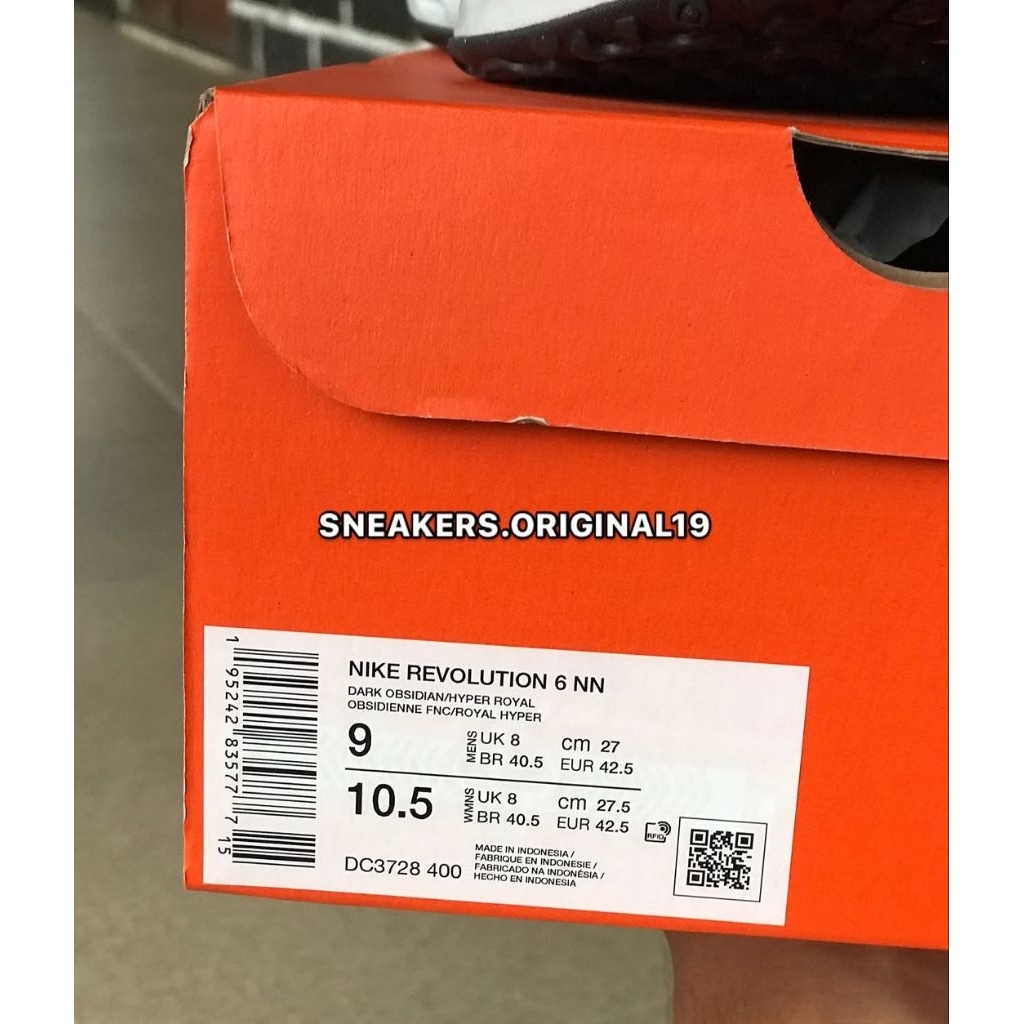 SNEAKERS.ORIGINAL19
1 95242 83577 7 15
NIKE REVOLUTION 6 NN
DARK OBSIDIAN/HYPER ROYAL
OBSIDIENNE FNC/ROYAL HYPER
9 MENS UK 8 cm 27
BR 40.5 EUR 42.5
10.5 WMNS UK 8 cm 27.5
BR 40.5 EUR 42.5
RFID
DC3728 400
MADE IN INDONESIA /
FABRIQUE EN INDONESIE /
FABRICADO NA INDONÉSIA /
HECHO EN INDONESIA